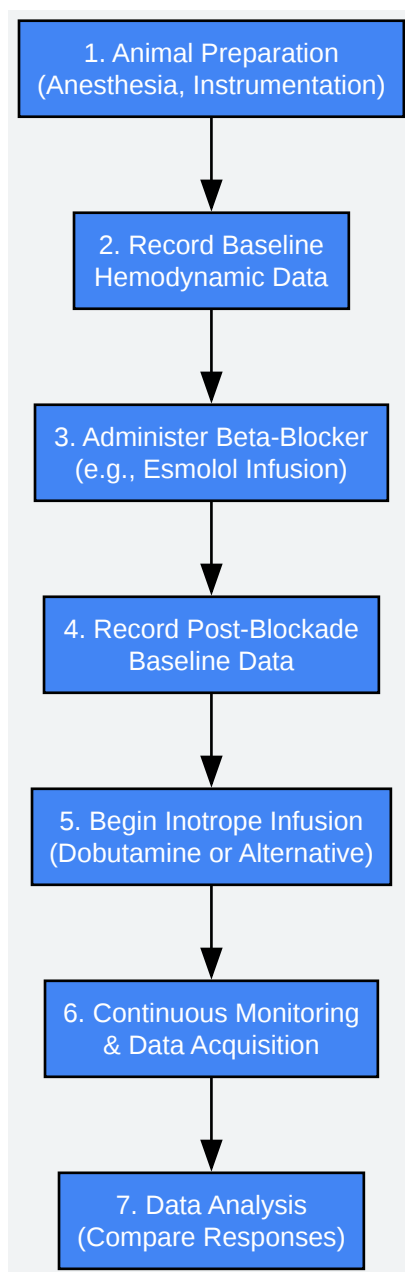 1. Animal Preparation
(Anesthesia, Instrumentation)
2. Record Baseline
Hemodynamic Data
3. Administer Beta-Blocker
(e.g., Esmolol Infusion)
4. Record Post-Blockade
Baseline Data
5. Begin Inotrope Infusion
(Dobutamine or Alternative)
6. Continuous Monitoring
& Data Acquisition
7. Data Analysis
(Compare Responses)